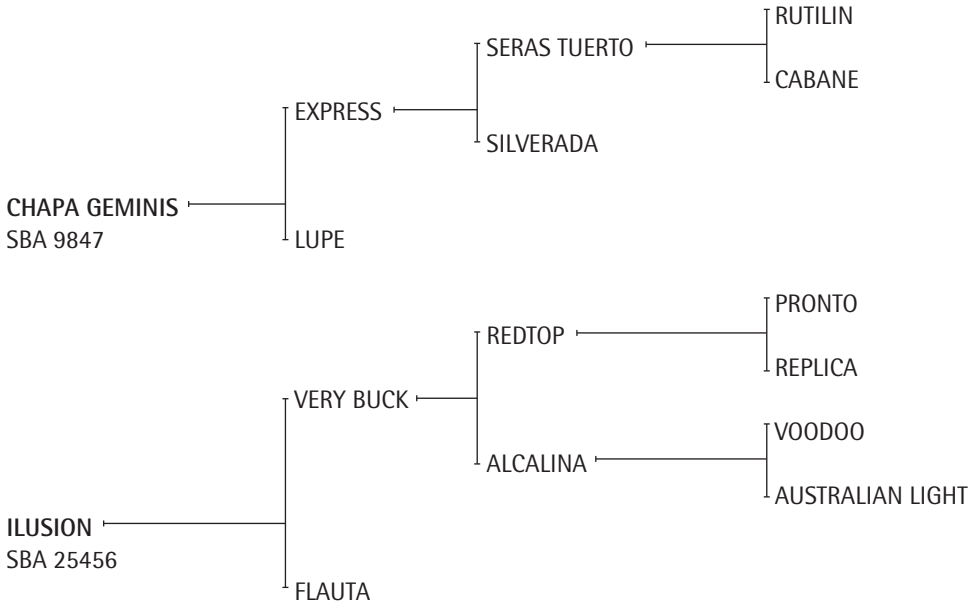 RUTILIN
SERAS TUERTO
CABANE
EXPRESS
SILVERADA
CHAPA GEMINIS
SBA 9847
LUPE
PRONTO
REDTOP
REPLICA
VERY BUCK
VOODOO
ALCALINA
AUSTRALIAN LIGHT
ILUSION
SBA 25456
FLAUTA